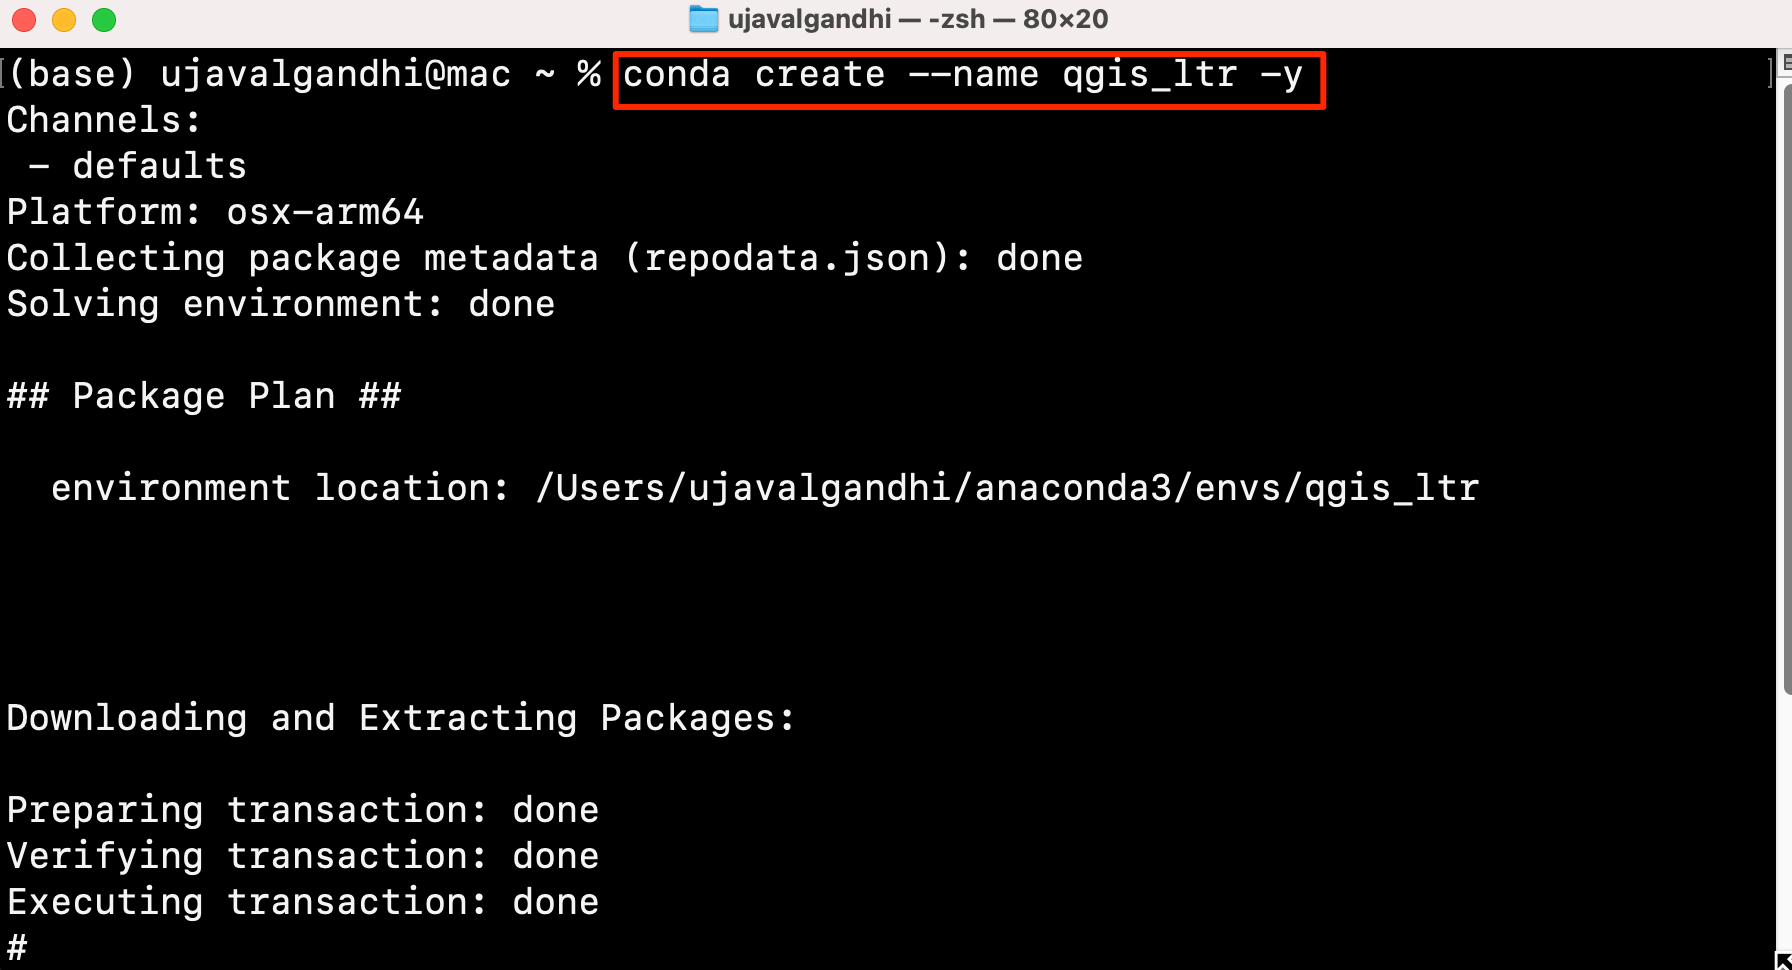 ujavalgandhi — -zsh — 80×20
(base) ujavalgandhi@mac ~ % conda create --name qgis_ltr -y
Channels:
 - defaults
Platform: osx-arm64
Collecting package metadata (repodata.json): done
Solving environment: done
## Package Plan ##
  environment location: /Users/ujavalgandhi/anaconda3/envs/qgis_ltr
Downloading and Extracting Packages:
Preparing transaction: done
Verifying transaction: done
Executing transaction: done
#